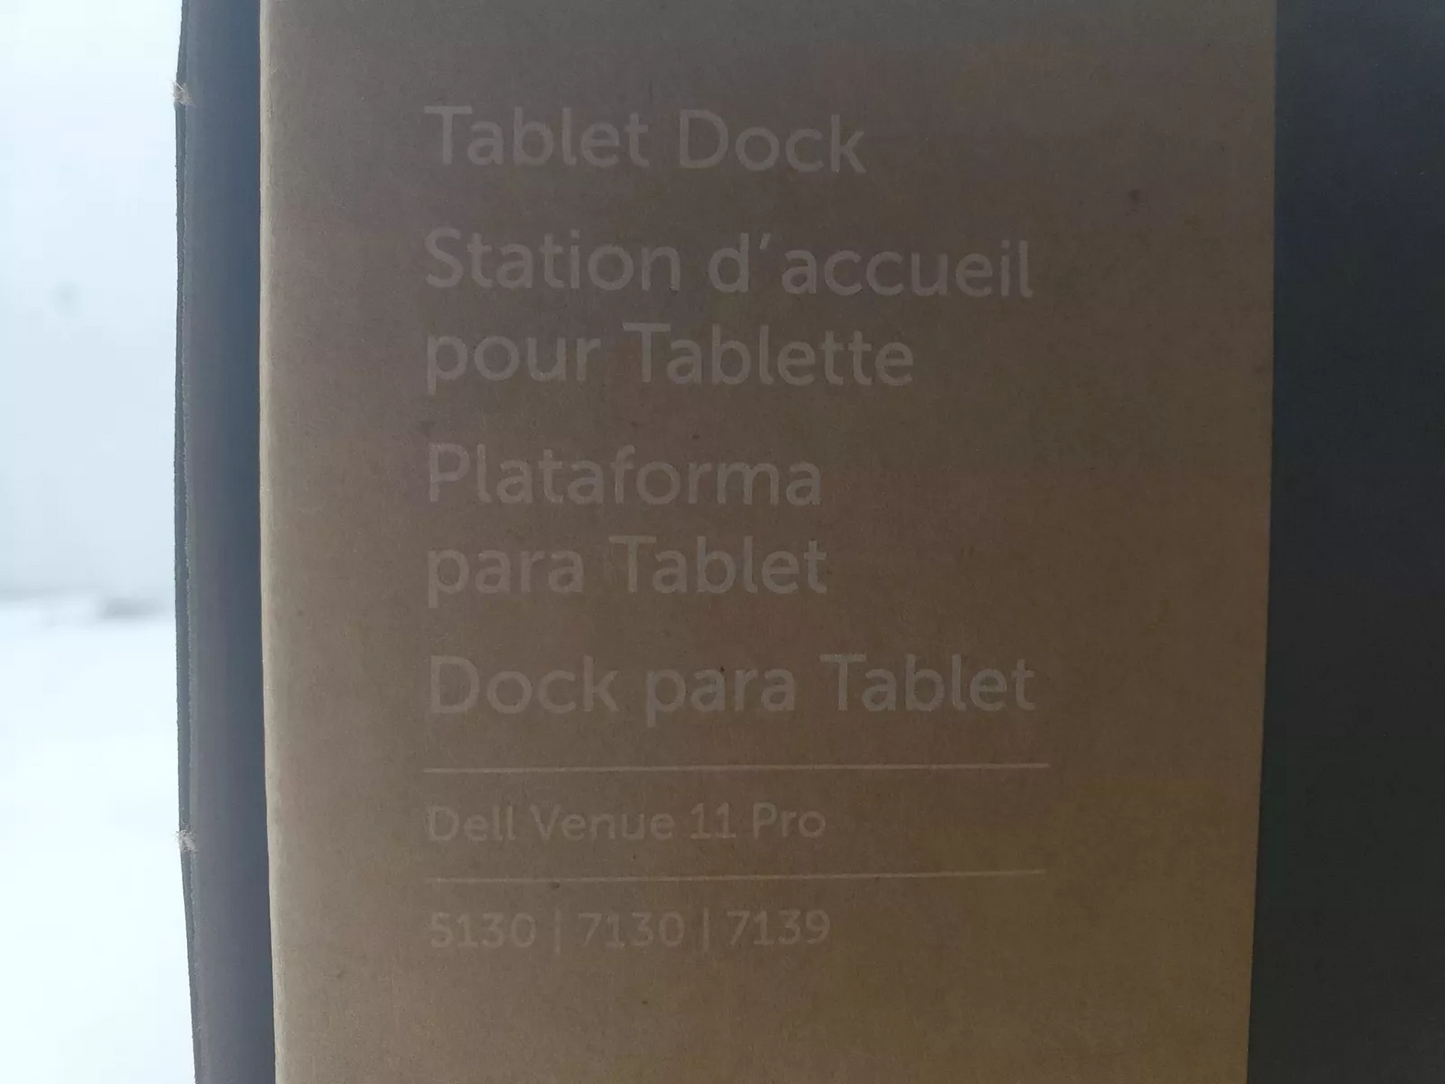 Tablet Dock
Station d'accueil
pour Tablette
Plataforma
para Tablet
Dock para Tablet
Dell Venue 11 Pro
5130 | 7130 | 7139